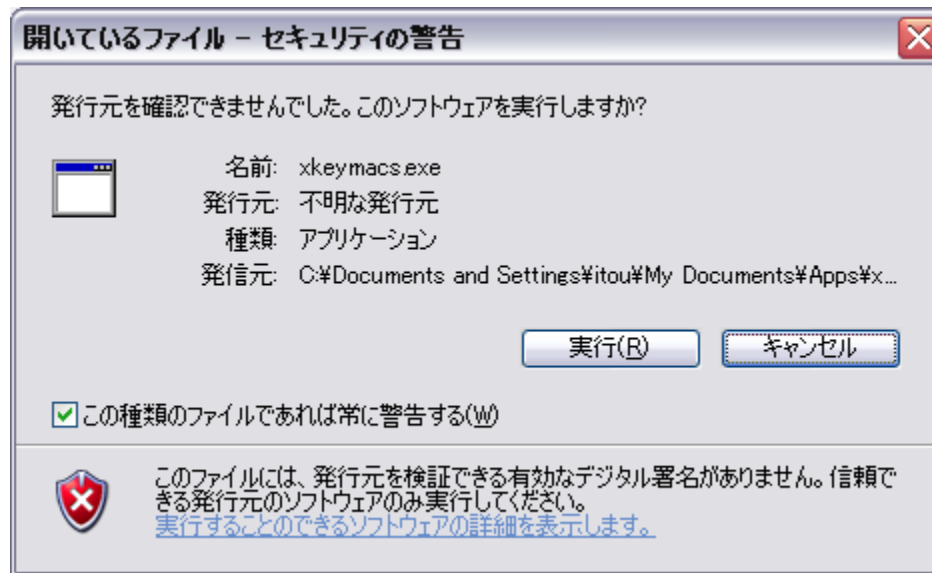 開いているファイル - セキュリティの警告
発行元を確認できませんでした。このソフトウェアを実行しますか?
名前: xkeymacs.exe
発行元: 不明な発行元
種類: アプリケーション
発信元: C:¥Documents and Settings¥itou¥My Documents¥Apps¥x...
実行(R) キャンセル
この種類のファイルであれば常に警告する(W)
このファイルには、発行元を検証できる有効なデジタル署名がありません。信頼で
きる発行元のソフトウェアのみ実行してください。
実行することのできるソフトウェアの詳細を表示します。